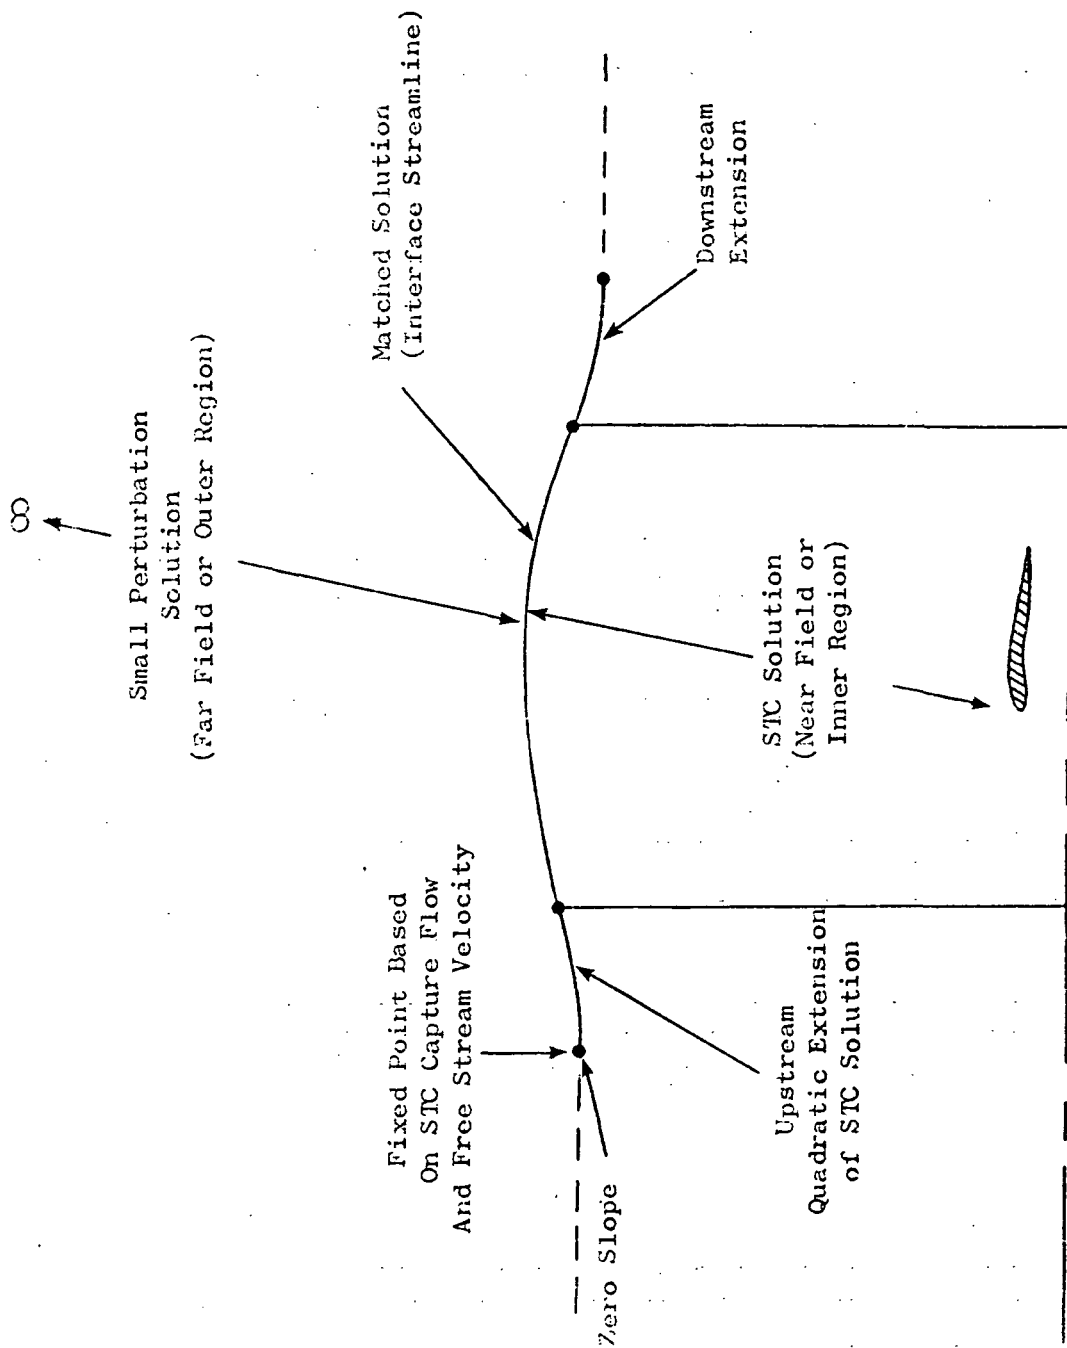 ∞
Small Perturbation
Solution
(Far Field or Outer Region)
Matched Solution
(Interface Streamline)
Fixed Point Based
On STC Capture Flow
And Free Stream Velocity
Zero Slope
Downstream
Extension
STC Solution
(Near Field or
Inner Region)
Upstream
Quadratic Extension
of STC Solution